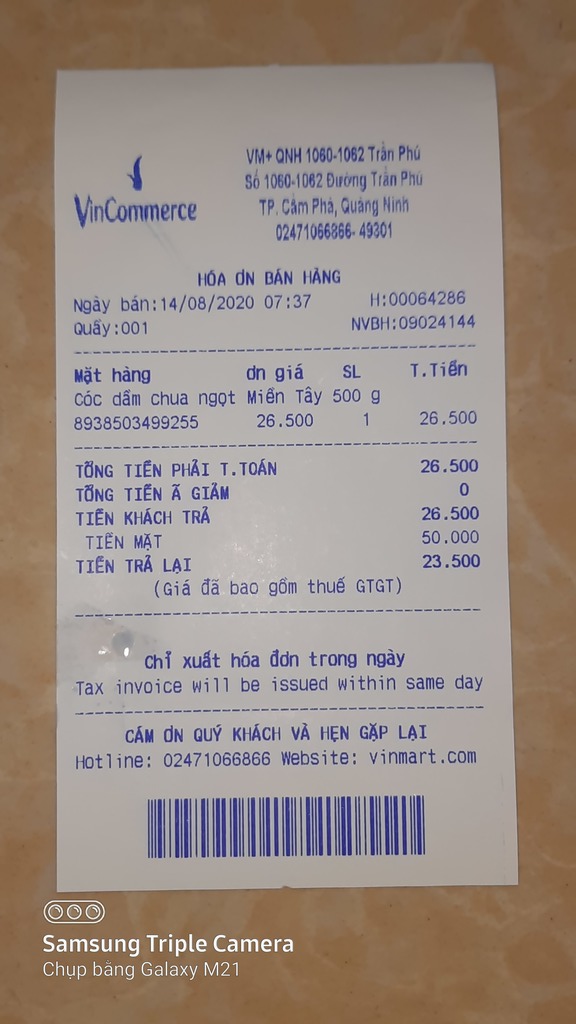 VinCommerce
VM+ QNH 1060-1062 Trần Phú
Số 1060-1062 Đường Trần Phú
TP. Cẩm Phả, Quảng Ninh
02471066866- 49301
HÓA ƠN BÁN HÀNG
Ngày bán:14/08/2020 07:37 H:00064286
Quầy:001 NVBH:09024144
Mặt hàng ơn giá SL T.Tiền
Cóc dầm chua ngọt Miền Tây 500 g
8938503499255 26.500 1 26.500
TỔNG TIỀN PHẢI T.TOÁN 26.500
TỔNG TIỀN Ã GIẢM 0
TIỀN KHÁCH TRẢ 26.500
TIỀN MẶT 50.000
TIỀN TRẢ LẠI 23.500
(Giá đã bao gồm thuế GTGT)
Chỉ xuất hóa đơn trong ngày
Tax invoice will be issued within same day
CẢM ƠN QUÝ KHÁCH VÀ HẸN GẶP LẠI
Hotline: 02471066866 Website: vinmart.com
Samsung Triple Camera
Chụp bằng Galaxy M21